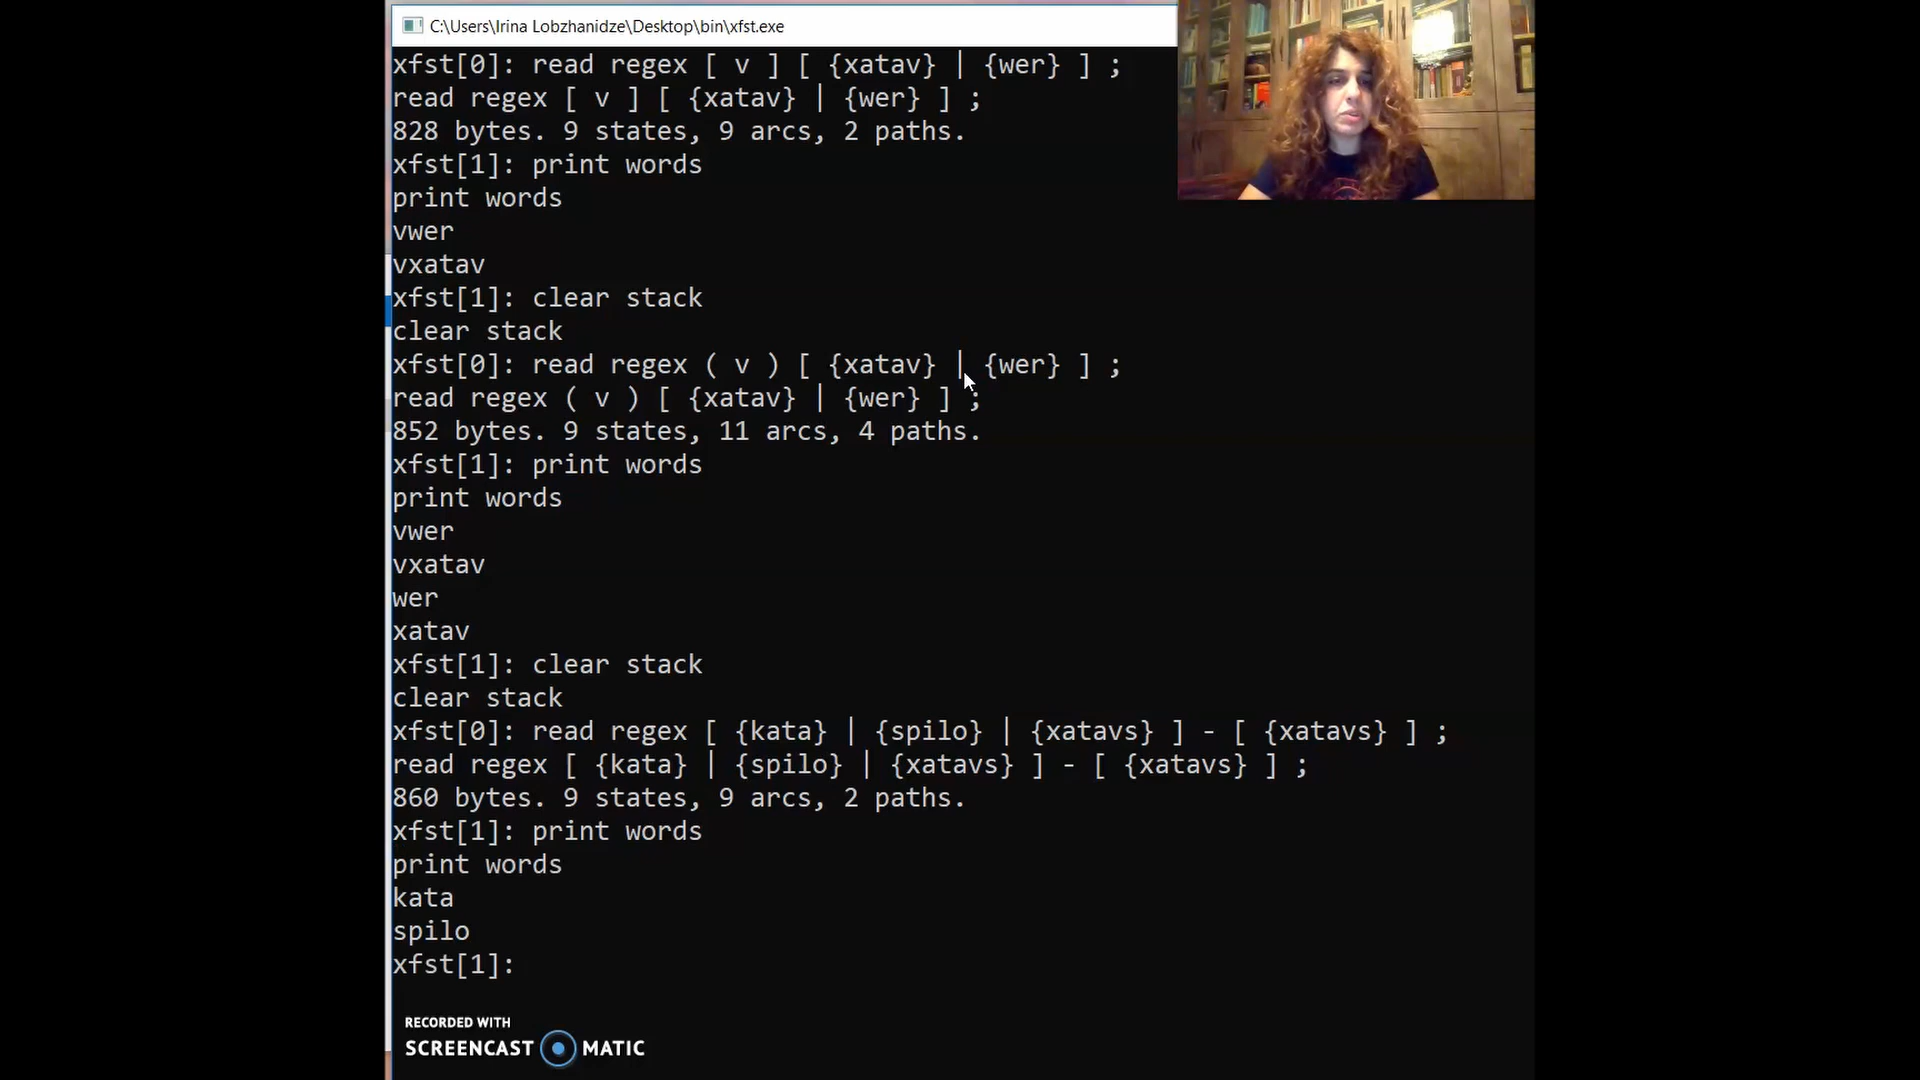 C:\Users\Irina Lobzhanidze\Desktop\bin\xfst.exe
xfst[0]: read regex [ v ] [ {xatav} | {wer} ] ;
read regex [ v ] [ {xatav} | {wer} ] ;
828 bytes. 9 states, 9 arcs, 2 paths.
xfst[1]: print words
print words
vwer
vxatav
xfst[1]: clear stack
clear stack
xfst[0]: read regex ( v ) [ {xatav} | {wer} ] ;
read regex ( v ) [ {xatav} | {wer} ] ;
852 bytes. 9 states, 11 arcs, 4 paths.
xfst[1]: print words
print words
vwer
vxatav
wer
xatav
xfst[1]: clear stack
clear stack
xfst[0]: read regex [ {kata} | {spilo} | {xatavs} ] - [ {xatavs} ] ;
read regex [ {kata} | {spilo} | {xatavs} ] - [ {xatavs} ] ;
860 bytes. 9 states, 9 arcs, 2 paths.
xfst[1]: print words
print words
kata
spilo
xfst[1]:
RECORDED WITH
SCREENCAST MATIC